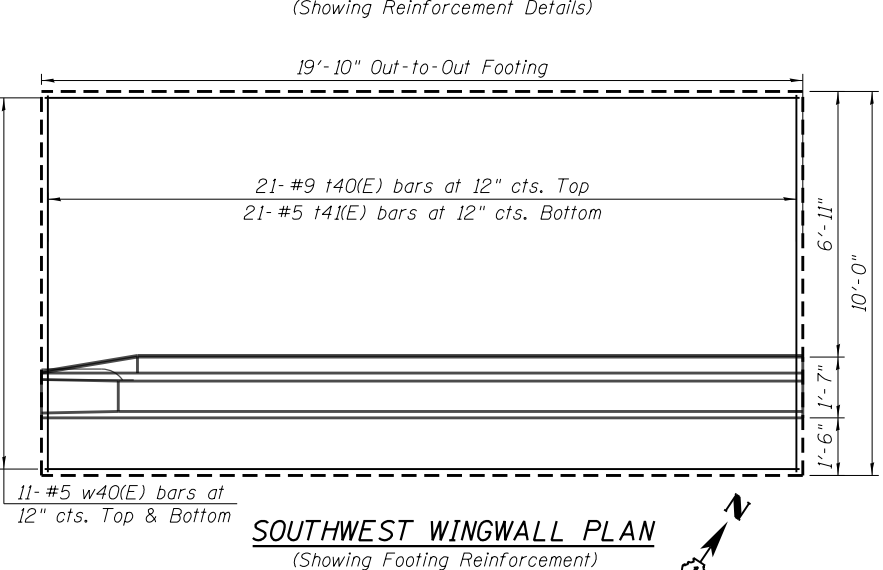 (Showing Reinforcement Details)
19'-10" Out-to-Out Footing
21- #9 t40(E) bars at 12" cts. Top
21- #5 t41(E) bars at 12" cts. Bottom
6'-11"
10'-0"
1'-7"
1'-6"
11- #5 w40(E) bars at
12" cts. Top & Bottom
SOUTHWEST WINGWALL PLAN
(Showing Footing Reinforcement)
N